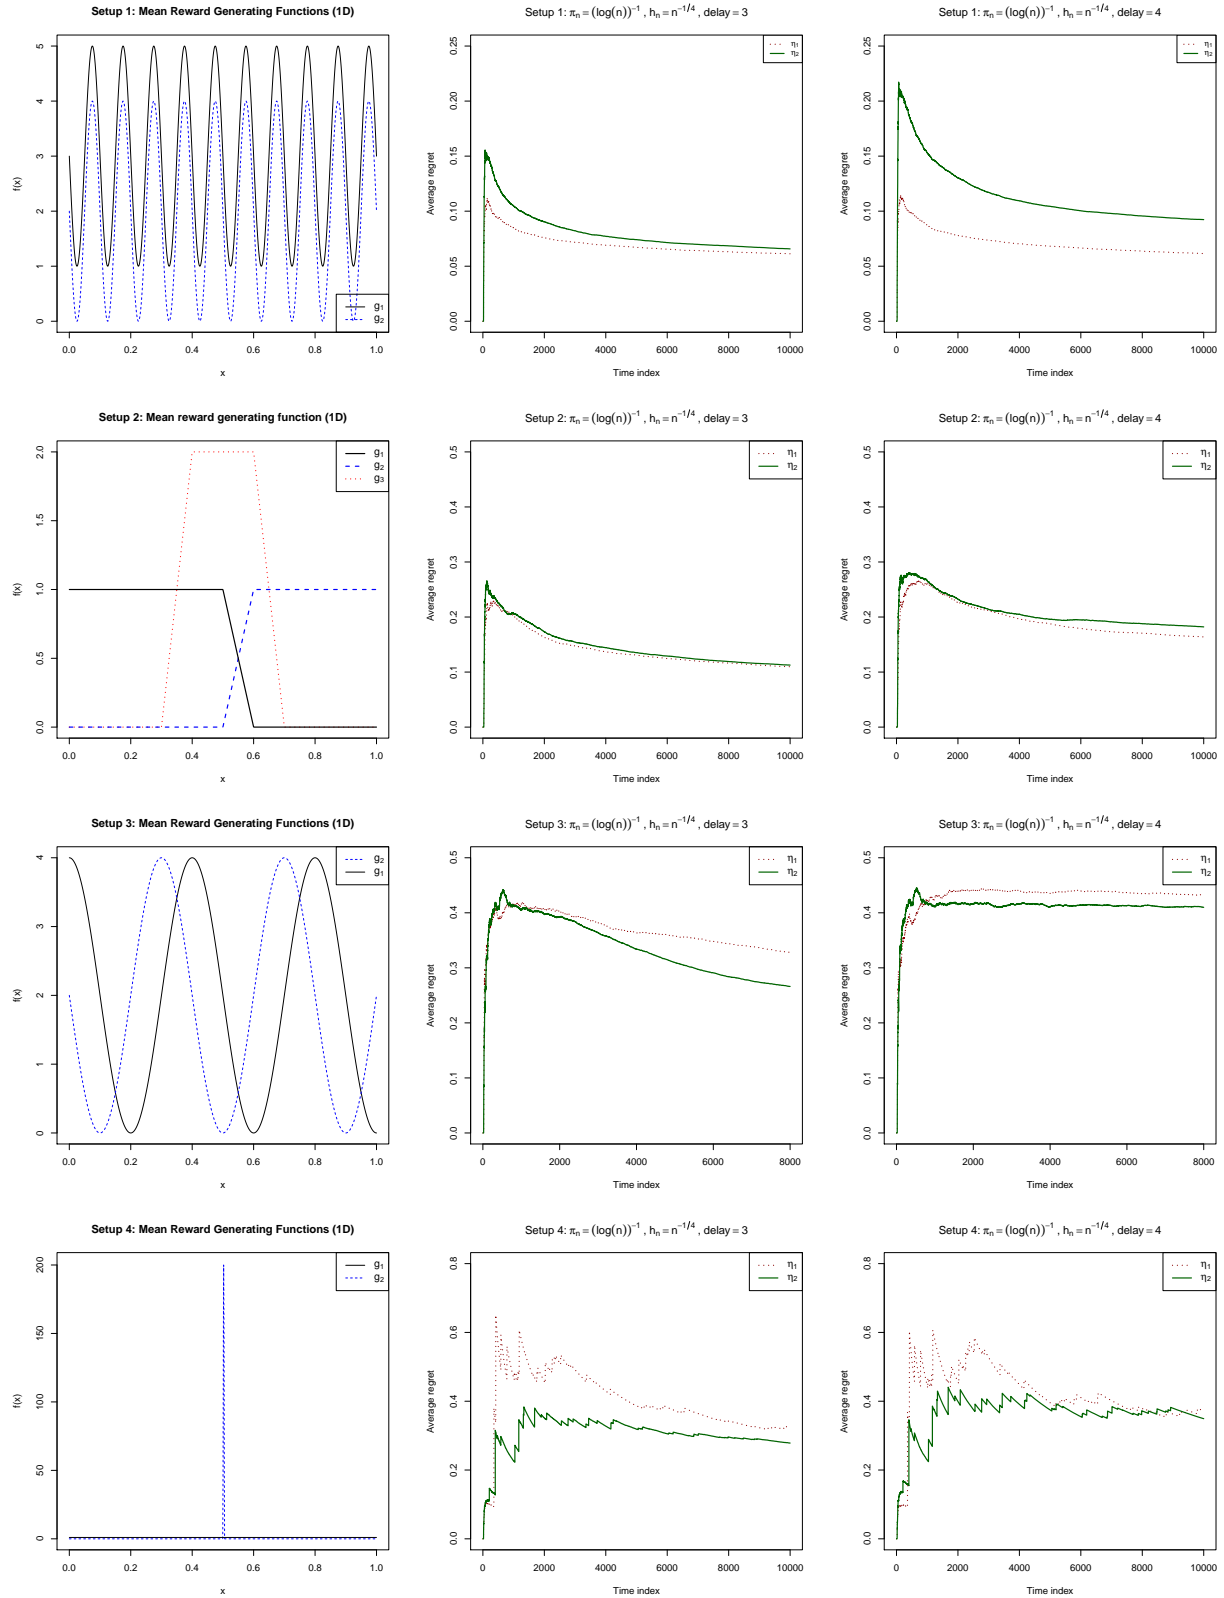 Setup 1: Mean Reward Generating Functions (1D)
f(x)
5
4
3
2
1
0
g₁
g₂
0.0 0.2 0.4 0.6 0.8 1.0
x
Setup 1: πₙ = (log(n))⁻¹ , hₙ = n⁻¹/⁴ , delay = 3
Average regret
0.25
0.20
0.15
0.10
0.05
0.00
η₁
η₂
0 2000 4000 6000 8000 10000
Time index
Setup 1: πₙ = (log(n))⁻¹ , hₙ = n⁻¹/⁴ , delay = 4
Average regret
0.25
0.20
0.15
0.10
0.05
0.00
η₁
η₂
0 2000 4000 6000 8000 10000
Time index
Setup 2: Mean reward generating function (1D)
f(x)
2.0
1.5
1.0
0.5
0.0
g₁
g₂
g₃
0.0 0.2 0.4 0.6 0.8 1.0
x
Setup 2: πₙ = (log(n))⁻¹ , hₙ = n⁻¹/⁴ , delay = 3
Average regret
0.5
0.4
0.3
0.2
0.1
0.0
η₁
η₂
0 2000 4000 6000 8000 10000
Time index
Setup 2: πₙ = (log(n))⁻¹ , hₙ = n⁻¹/⁴ , delay = 4
Average regret
0.5
0.4
0.3
0.2
0.1
0.0
η₁
η₂
0 2000 4000 6000 8000 10000
Time index
Setup 3: Mean Reward Generating Functions (1D)
f(x)
4
3
2
1
0
g₂
g₁
0.0 0.2 0.4 0.6 0.8 1.0
x
Setup 3: πₙ = (log(n))⁻¹ , hₙ = n⁻¹/⁴ , delay = 3
Average regret
0.5
0.4
0.3
0.2
0.1
0.0
η₁
η₂
0 2000 4000 6000 8000
Time index
Setup 3: πₙ = (log(n))⁻¹ , hₙ = n⁻¹/⁴ , delay = 4
Average regret
0.5
0.4
0.3
0.2
0.1
0.0
η₁
η₂
0 2000 4000 6000 8000
Time index
Setup 4: Mean Reward Generating Functions (1D)
f(x)
200
150
100
50
0
g₁
g₂
0.0 0.2 0.4 0.6 0.8 1.0
x
Setup 4: πₙ = (log(n))⁻¹ , hₙ = n⁻¹/⁴ , delay = 3
Average regret
0.8
0.6
0.4
0.2
0.0
η₁
η₂
0 2000 4000 6000 8000 10000
Time index
Setup 4: πₙ = (log(n))⁻¹ , hₙ = n⁻¹/⁴ , delay = 4
Average regret
0.8
0.6
0.4
0.2
0.0
η₁
η₂
0 2000 4000 6000 8000 10000
Time index